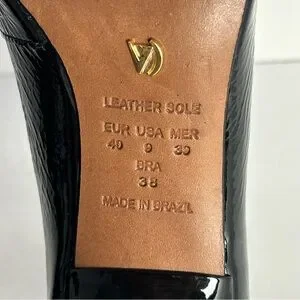 LEATHER SOLE
EUR USA MER
40 9 39
BRA
38
MADE IN BRAZIL